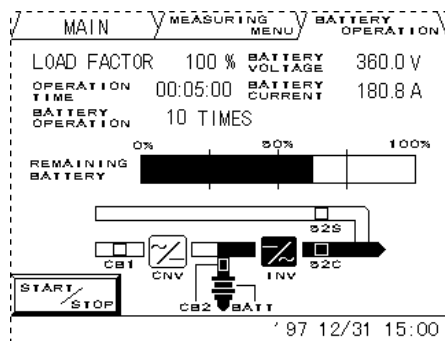 MAIN MEASURING MENU BATTERY OPERATION
LOAD FACTOR 100 % BATTERY VOLTAGE 360.0 V
OPERATION TIME 00:05:00 BATTERY CURRENT 180.8 A
BATTERY OPERATION 10 TIMES
0% 50% 100%
REMAINING BATTERY
52S
CB1 CNV INV 52C
START/STOP
CB2 BATT
'97 12/31 15:00